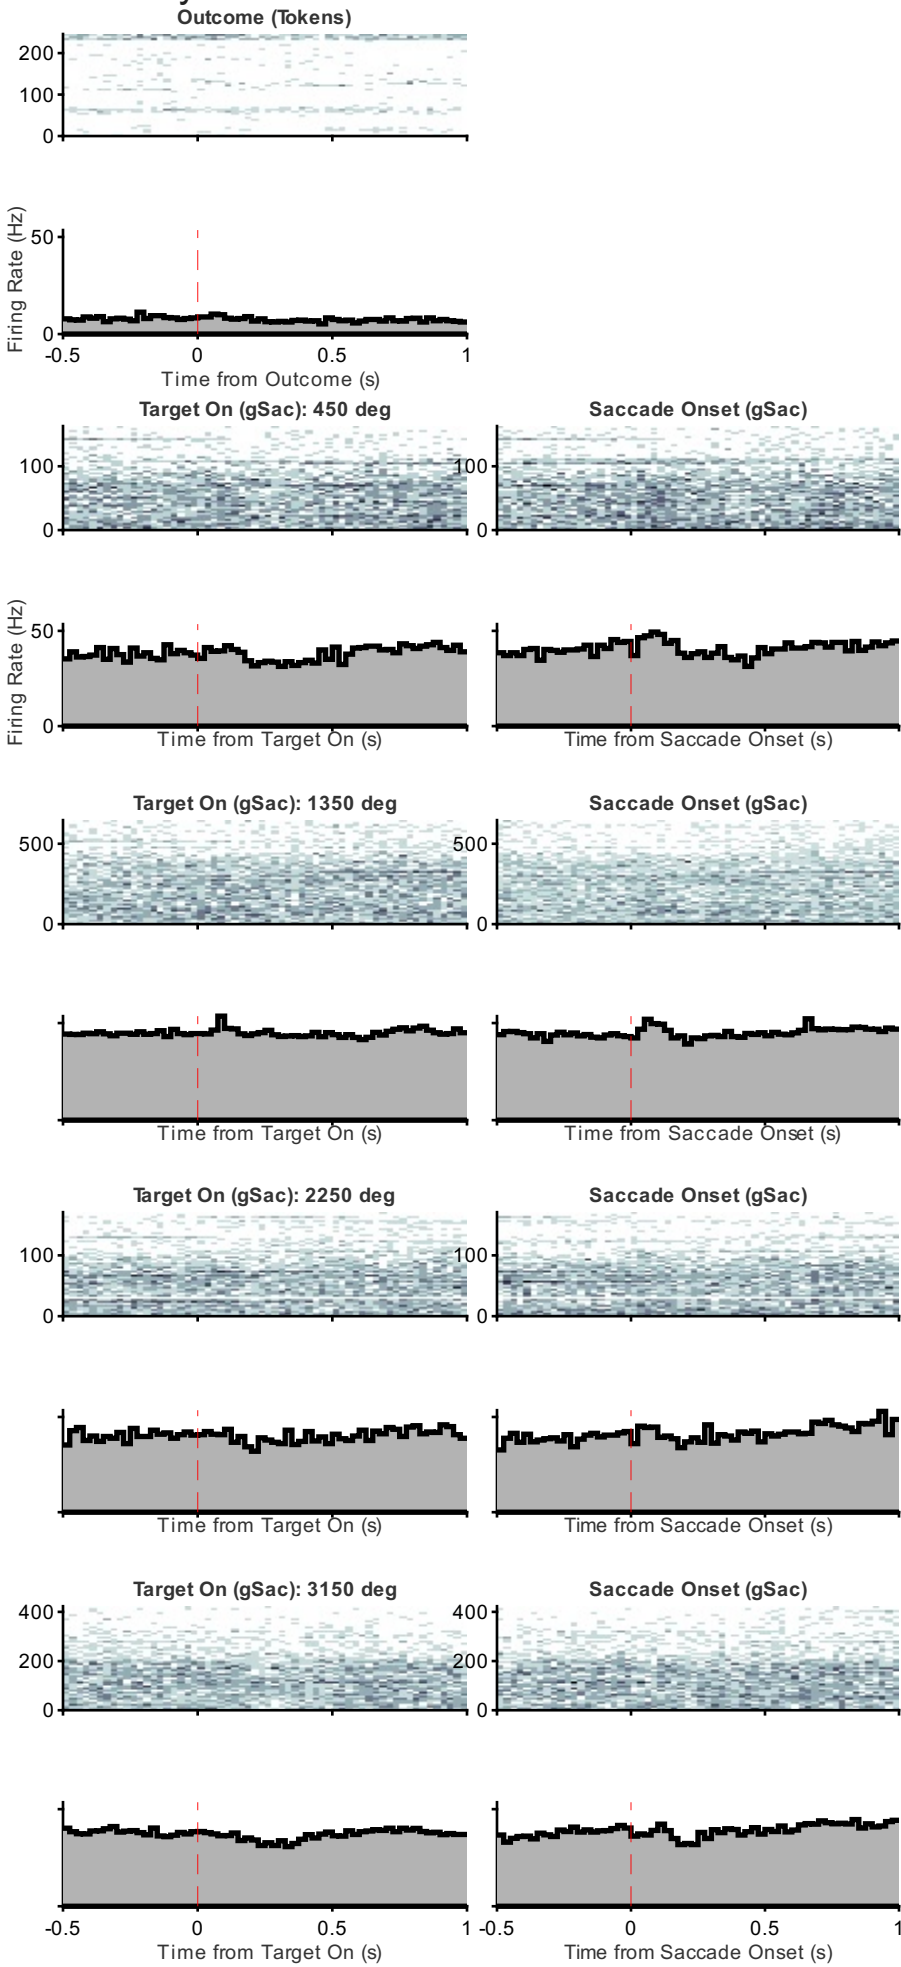 Outcome (Tokens)
200
100
0
Firing Rate (Hz)
50
0
-0.5 0 0.5 1
Time from Outcome (s)
Target On (gSac): 450 deg Saccade Onset (gSac)
100 100
0 0
Firing Rate (Hz)
50
0
Time from Target On (s) Time from Saccade Onset (s)
Target On (gSac): 1350 deg Saccade Onset (gSac)
500 500
0 0
Time from Target On (s) Time from Saccade Onset (s)
Target On (gSac): 2250 deg Saccade Onset (gSac)
100 100
0 0
Time from Target On (s) Time from Saccade Onset (s)
Target On (gSac): 3150 deg Saccade Onset (gSac)
400 400
200 200
0 0
-0.5 0 0.5 1 -0.5 0 0.5 1
Time from Target On (s) Time from Saccade Onset (s)